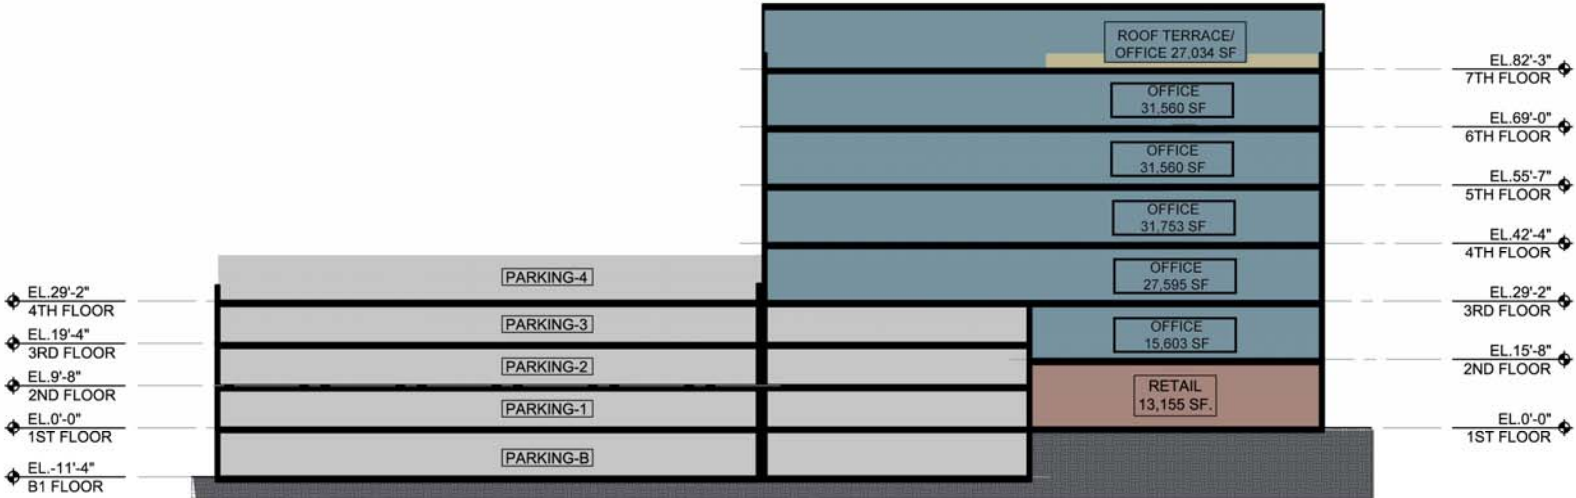 ROOF TERRACE/
OFFICE 27,034 SF
EL.82'-3"
7TH FLOOR
OFFICE
31,560 SF
EL.69'-0"
6TH FLOOR
OFFICE
31,560 SF
EL.55'-7"
5TH FLOOR
OFFICE
31,753 SF
EL.42'-4"
4TH FLOOR
PARKING-4
OFFICE
27,595 SF
EL.29'-2"
4TH FLOOR
EL.29'-2"
3RD FLOOR
PARKING-3
OFFICE
15,603 SF
EL.19'-4"
3RD FLOOR
EL.15'-8"
2ND FLOOR
PARKING-2
EL.9'-8"
2ND FLOOR
RETAIL
13,155 SF.
PARKING-1
EL.0'-0"
1ST FLOOR
EL.0'-0"
1ST FLOOR
PARKING-B
EL.-11'-4"
B1 FLOOR